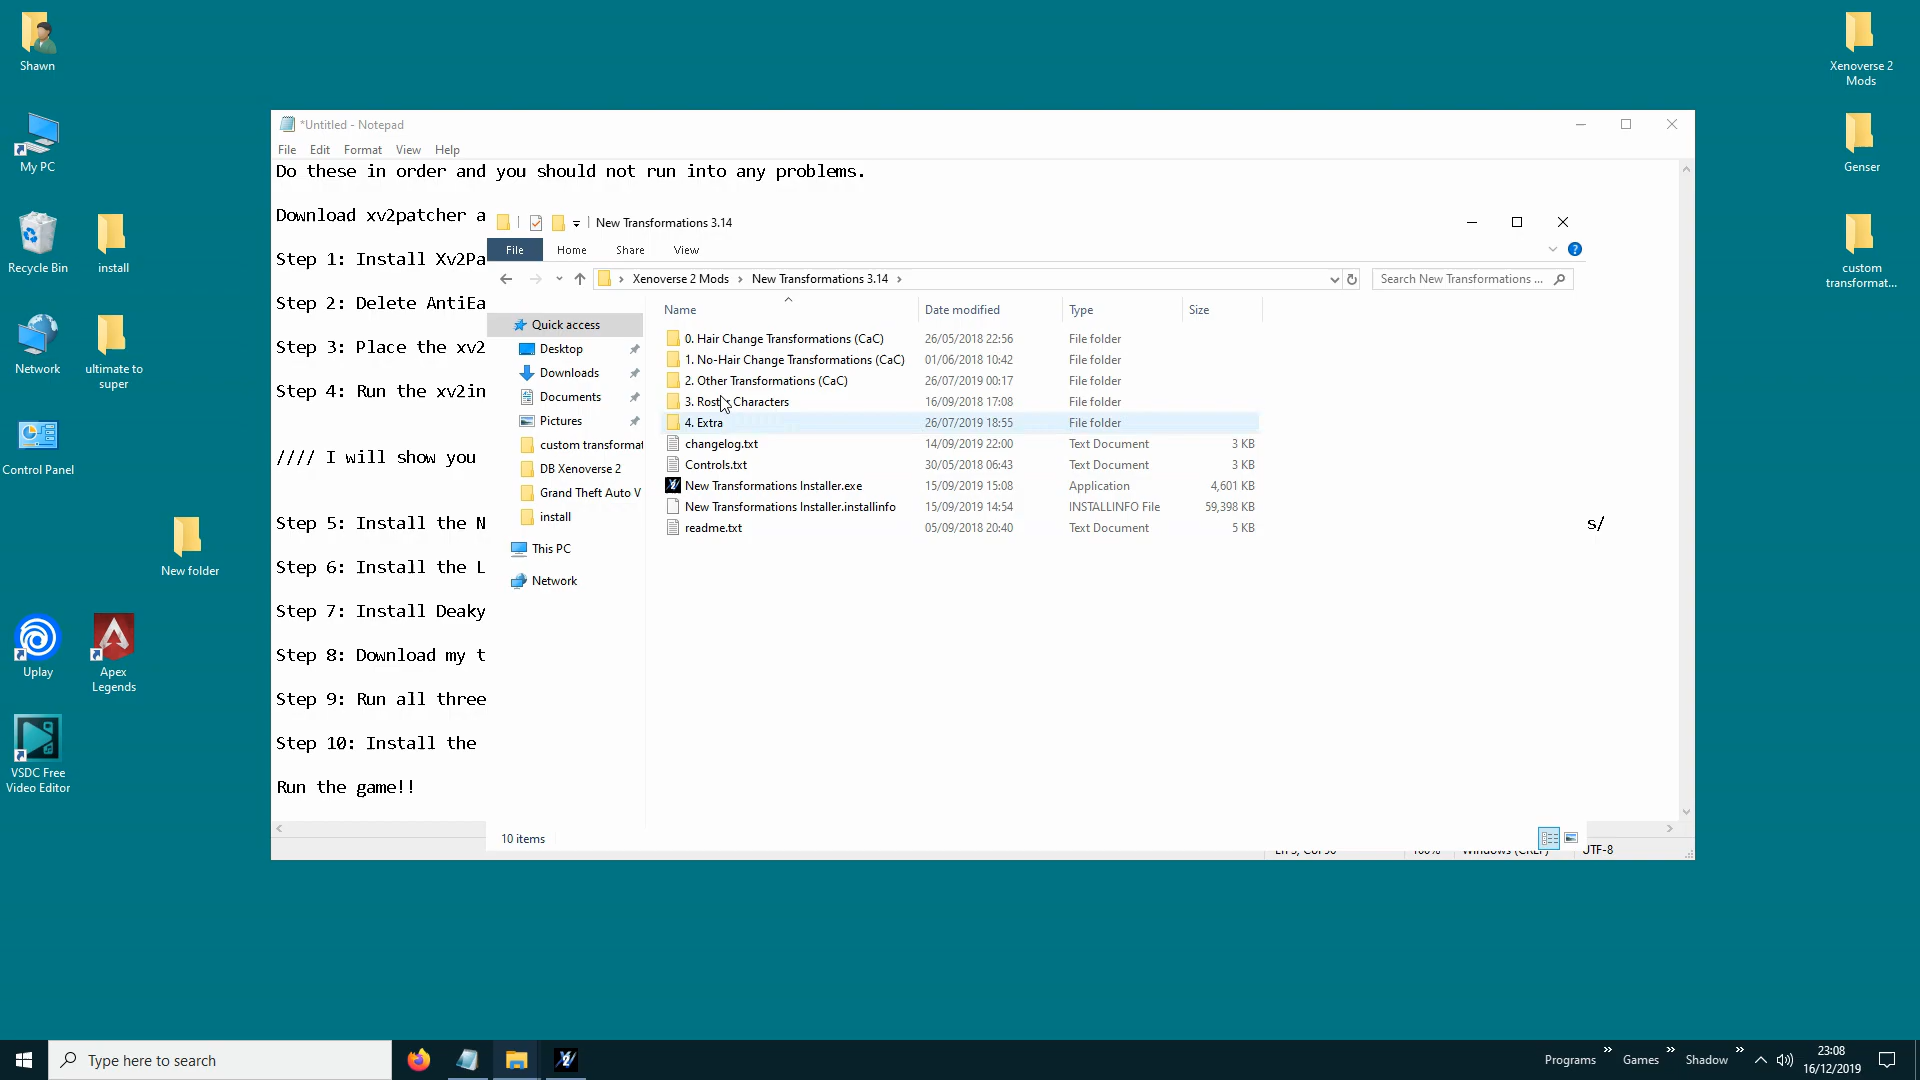 Shawn
My PC
Recycle Bin
install
Network
ultimate to
super
Control Panel
New folder
Uplay
Apex
Legends
VSDC Free
Video Editor
Xenoverse 2
Mods
Genser
custom
transformat...
*Untitled - Notepad
File Edit Format View Help
Do these in order and you should not run into any problems.
Download xv2patcher a
Step 1: Install Xv2Pa
Step 2: Delete AntiEa
Step 3: Place the xv2
Step 4: Run the xv2in
//// I will show you
Step 5: Install the N
s/
Step 6: Install the L
Step 7: Install Deaky
Step 8: Download my t
Step 9: Run all three
Step 10: Install the
Run the game!!
100% Windows (CRLF) UTF-8
New Transformations 3.14
File Home Share View
Xenoverse 2 Mods New Transformations 3.14
Search New Transformations ...
Quick access
Desktop
Downloads
Documents
Pictures
custom transformat
DB Xenoverse 2
Grand Theft Auto V
install
This PC
Network
Name Date modified Type Size
0. Hair Change Transformations (CaC) 26/05/2018 22:56 File folder
1. No-Hair Change Transformations (CaC) 01/06/2018 10:42 File folder
2. Other Transformations (CaC) 26/07/2019 00:17 File folder
3. Roster Characters 16/09/2018 17:08 File folder
4. Extra 26/07/2019 18:55 File folder
changelog.txt 14/09/2019 22:00 Text Document 3 KB
Controls.txt 30/05/2018 06:43 Text Document 3 KB
New Transformations Installer.exe 15/09/2019 15:08 Application 4,601 KB
New Transformations Installer.installinfo 15/09/2019 14:54 INSTALLINFO File 59,398 KB
readme.txt 05/09/2018 20:40 Text Document 5 KB
10 items
Type here to search
Programs » Games » Shadow »
23:08
16/12/2019